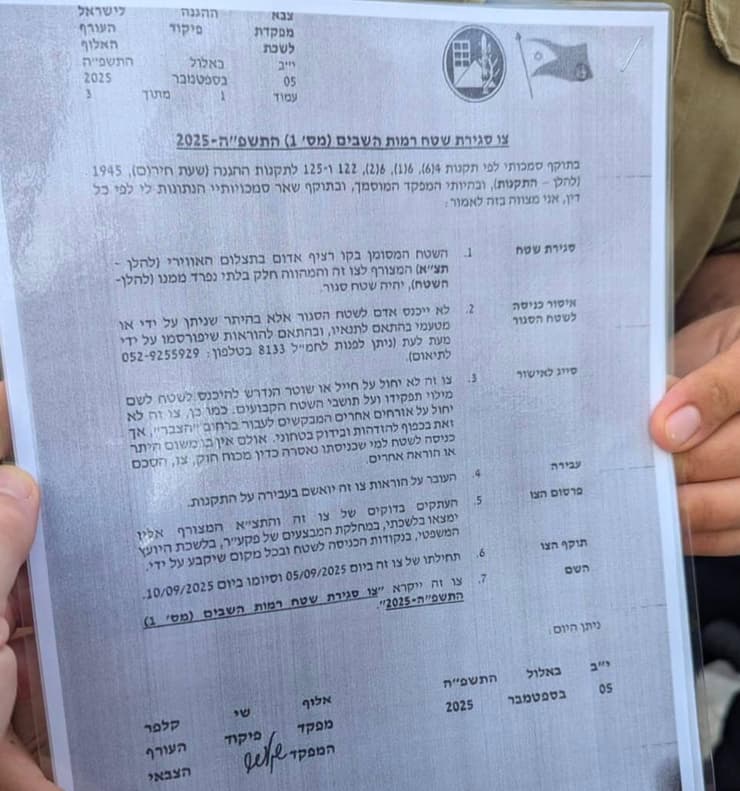 צבא ההגנה לישראל
מפקדת פיקוד העורף
לשכת האלוף
י"ב באלול התשפ"ה
05 בספטמבר 2025
עמוד 1 מתוך 3
צו סגירת שטח רמות השבים (מס' 1) התשפ"ה-2025
בתוקף סמכותי לפי תקנות 4(6), 6(1), 6(2), 122 ו-125 לתקנות ההגנה (שעת חירום), 1945
(להלן – התקנות), ובהיותי המפקד המוסמך, ובתוקף שאר סמכויותיי הנתונות לי לפי כל
דין, אני מצווה בזה לאמור:
סגירת שטח 1. השטח המסומן בקו רציף אדום בתצלום האווירי (להלן –
תצ"א) המצורף לצו זה והמהווה חלק בלתי נפרד ממנו (להלן-
השטח), יהיה שטח סגור.
איסור כניסה לשטח הסגור 2. לא ייכנס אדם לשטח הסגור אלא בהיתר שניתן על ידי או
מטעמי בהתאם לתנאיו, ובהתאם להוראות שיפורסמו על ידי
מעת לעת (ניתן לפנות לחמ"ל 8133 בטלפון: 052-9255929
לתיאום).
סייג לאישור 3. צו זה לא יחול על חייל או שוטר הנדרש להיכנס לשטח לשם
מילוי תפקידו ועל תושבי השטח הקבועים. כמו כן, צו זה לא
יחול על אורחים אחרים המבקשים לעבור ברחוב "הצבר", אך
זאת בכפוף להזדהות ובידוק בטחוני. אולם אין בו משום היתר
כניסה לשטח למי שכניסתו נאסרה כדין מכוח חוק, צו, הסכם
או הוראה אחרים.
עבירה 4. העובר על הוראות צו זה יואשם בעבירה על התקנות.
פרסום הצו 5. העתקים בדוקים של צו זה והתצ"א המצורף אליו
ימצאו בלשכתי, במחלקת המבצעים של פקע"ר, בלשכת היועץ
המשפטי, בנקודות הכניסה לשטח ובכל מקום שיקבע על ידי.
תוקף הצו 6. תחילתו של צו זה ביום 05/09/2025 וסיומו ביום 10/09/2025.
השם 7. צו זה ייקרא "צו סגירת שטח רמות השבים (מס' 1)
התשפ"ה-2025".
ניתן היום:
י"ב באלול התשפ"ה
05 בספטמבר 2025
אלוף שי קלפר
מפקד פיקוד העורף
המפקד הצבאי